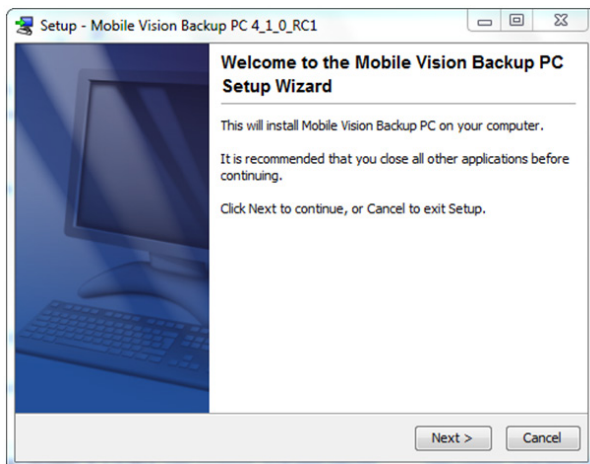 Setup - Mobile Vision Backup PC 4_1_0_RC1
Welcome to the Mobile Vision Backup PC
Setup Wizard
This will install Mobile Vision Backup PC on your computer.
It is recommended that you close all other applications before
continuing.
Click Next to continue, or Cancel to exit Setup.
Next >
Cancel